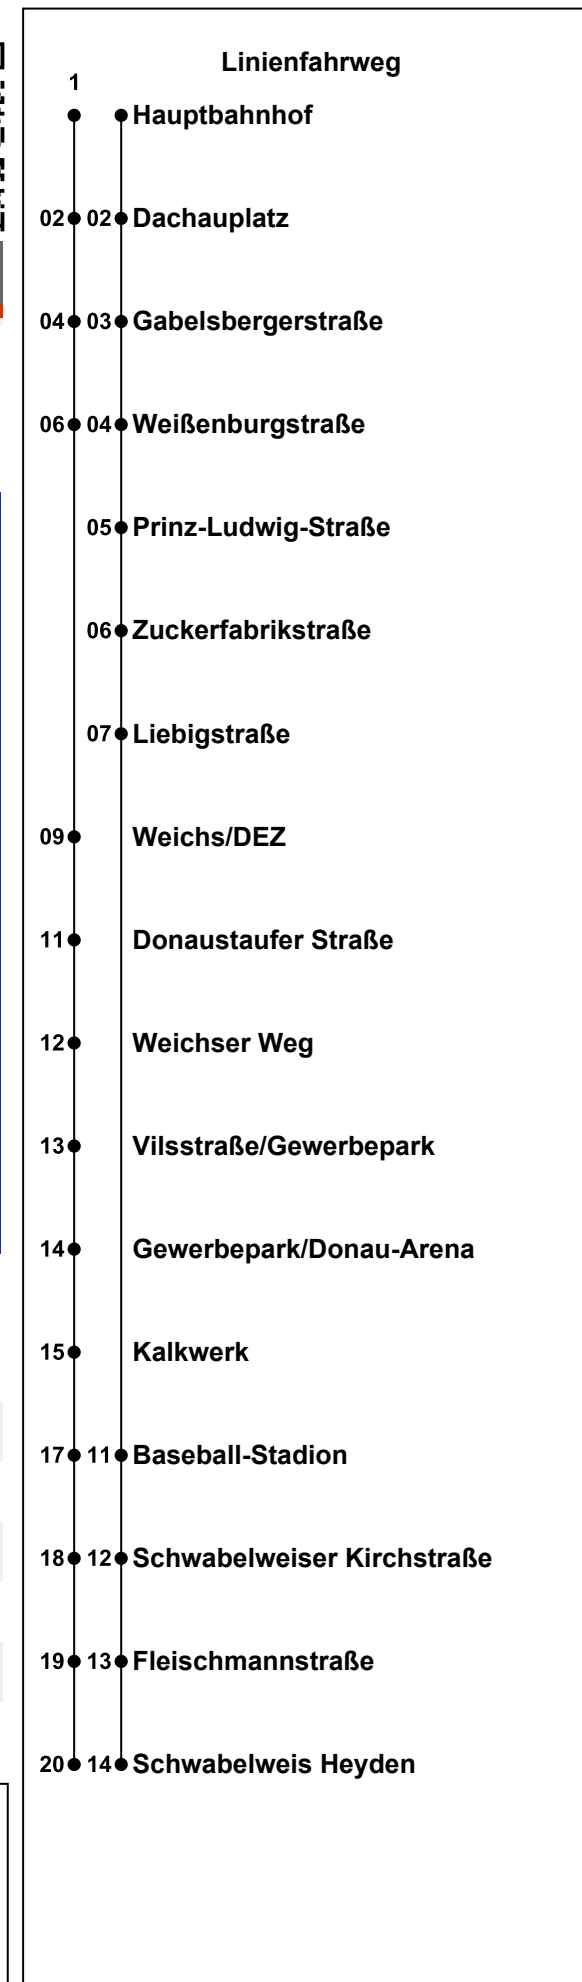 Linienfahrweg
1
Hauptbahnhof
02 02 Dachauplatz
04 03 Gabelsbergerstraße
06 04 Weißenburgstraße
05 Prinz-Ludwig-Straße
06 Zuckerfabrikstraße
07 Liebigstraße
09 Weichs/DEZ
11 Donaustaufer Straße
12 Weichser Weg
13 Vilsstraße/Gewerbepark
14 Gewerbepark/Donau-Arena
15 Kalkwerk
17 11 Baseball-Stadion
18 12 Schwabelweiser Kirchstraße
19 13 Fleischmannstraße
20 14 Schwabelweis Heyden